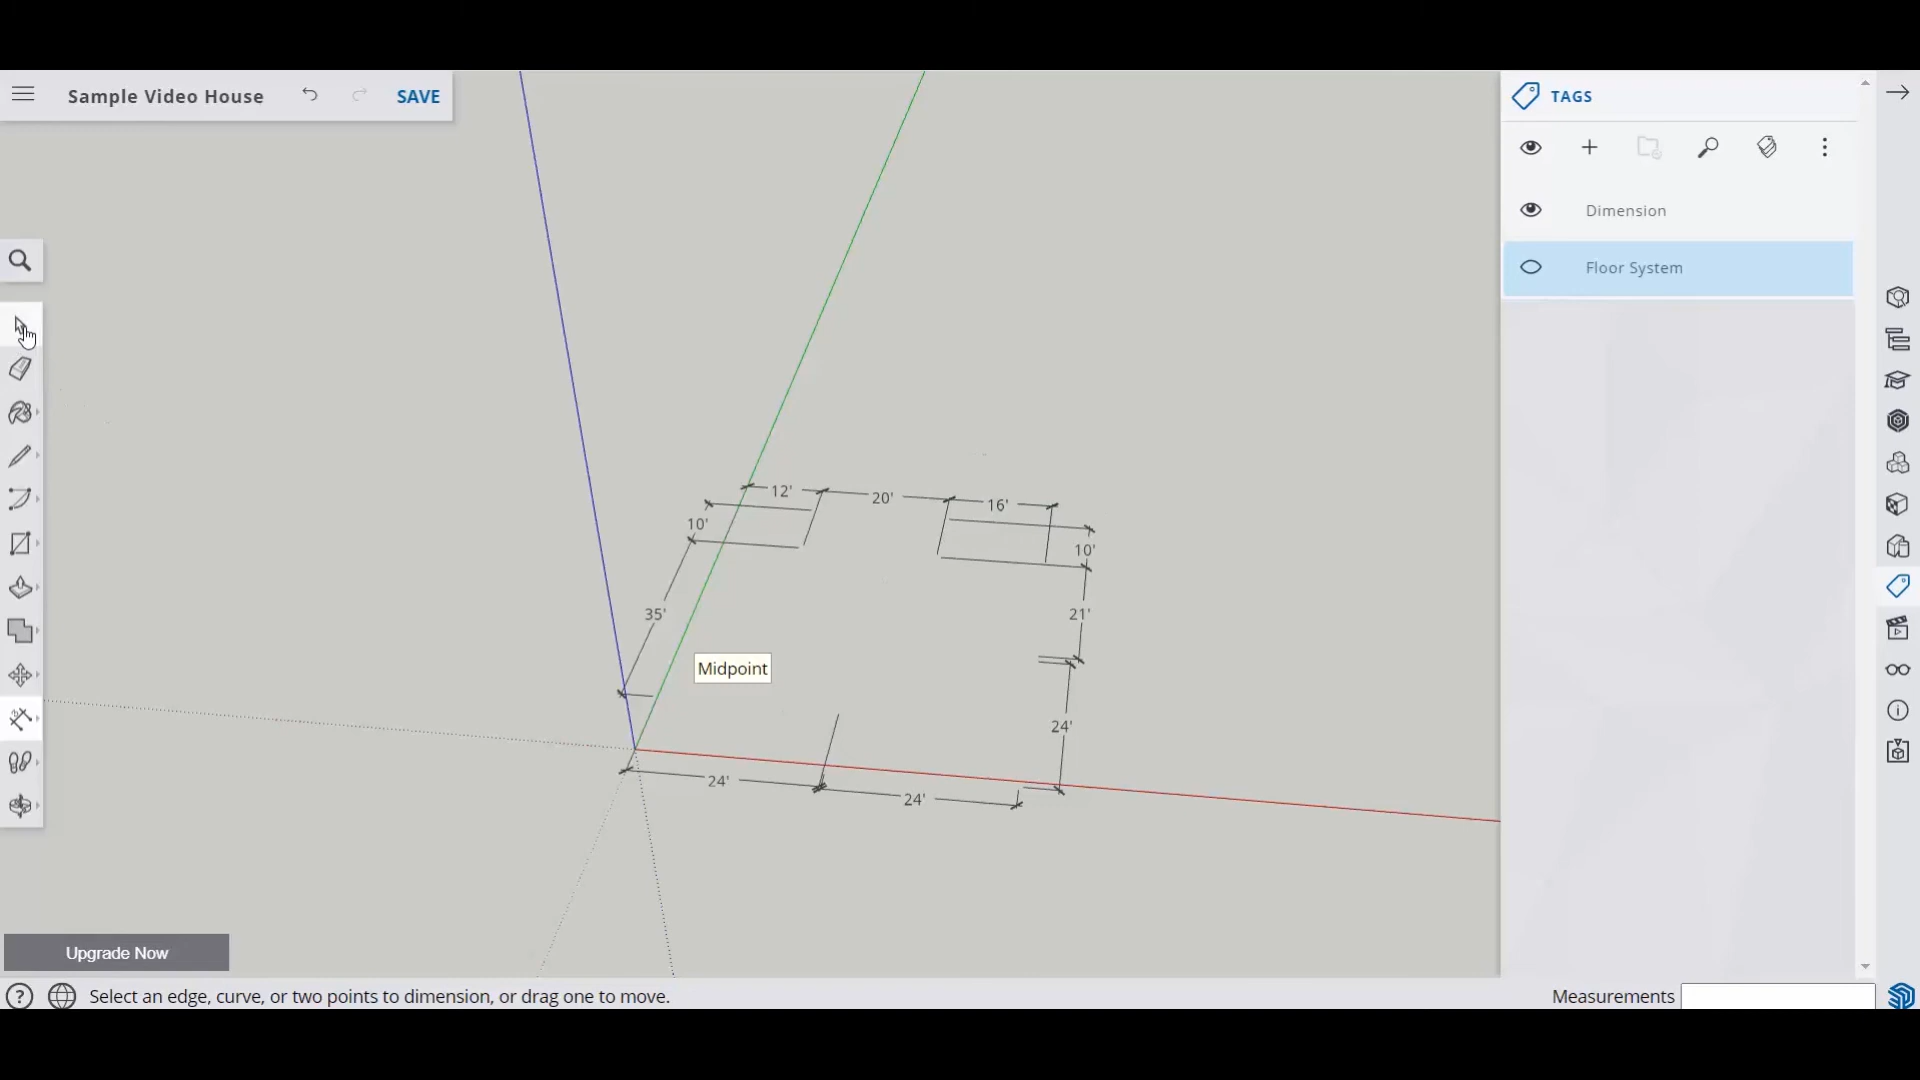 Sample Video House
SAVE
TAGS
Dimension
Floor System
12'
20'
16'
10'
10'
35'
21'
Midpoint
24'
24'
24'
Upgrade Now
Select an edge, curve, or two points to dimension, or drag one to move.
Measurements